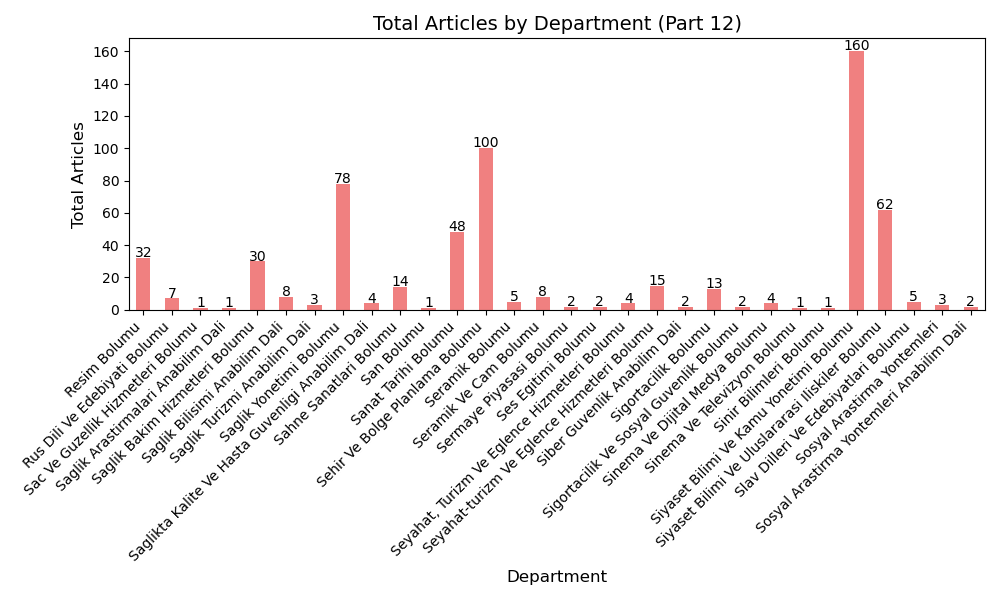 Total Articles by Department (Part 12)
Total Articles
160
140
120
100
80
60
40
20
0
32
7
1
1
30
8
3
78
4
14
1
48
100
5
8
2
2
4
15
2
13
2
4
1
1
160
62
5
3
2
Resim Bolumu
Rus Dili Ve Edebiyati Bolumu
Sac Ve Guzellik Hizmetleri Bolumu
Saglik Arastirmalari Anabilim Dali
Saglik Bakim Hizmetleri Bolumu
Saglik Bilisimi Anabilim Dali
Saglik Turizmi Anabilim Dali
Saglik Yonetimi Bolumu
Saglikta Kalite Ve Hasta Guvenligi Anabilim Dali
Sahne Sanatlari Bolumu
San Bolumu
Sanat Tarihi Bolumu
Sehir Ve Bolge Planlama Bolumu
Seramik Bolumu
Seramik Ve Cam Bolumu
Sermaye Piyasasi Bolumu
Ses Egitimi Bolumu
Seyahat, Turizm Ve Eglence Hizmetleri Bolumu
Seyahat-turizm Ve Eglence Hizmetleri Bolumu
Siber Guvenlik Anabilim Dali
Sigortacilik Bolumu
Sigortacilik Ve Sosyal Guvenlik Bolumu
Sinema Ve Dijital Medya Bolumu
Sinema Ve Televizyon Bolumu
Sinir Bilimleri Bolumu
Siyaset Bilimi Ve Kamu Yonetimi Bolumu
Siyaset Bilimi Ve Uluslararasi Iliskiler Bolumu
Slav Dilleri Ve Edebiyatlari Bolumu
Sosyal Arastirma Yontemleri
Sosyal Arastirma Yontemleri Anabilim Dali
Department